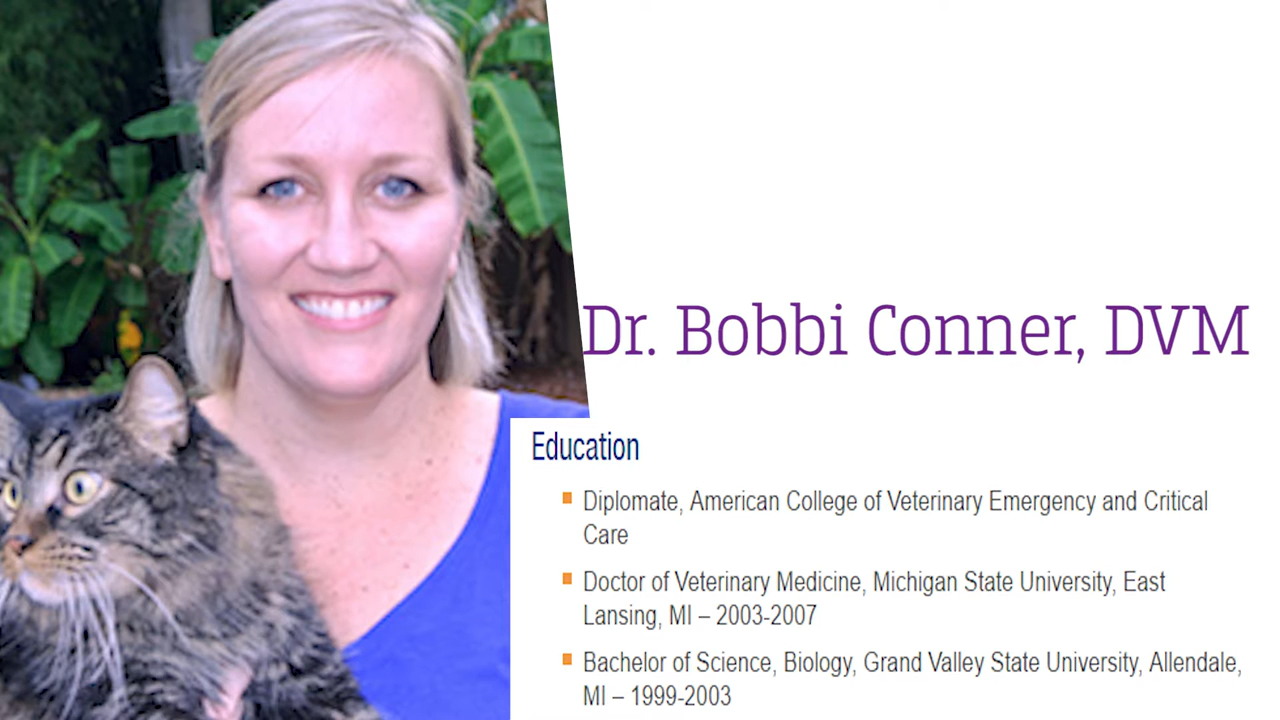 Dr. Bobbi Conner, DVM
Education
Diplomate, American College of Veterinary Emergency and Critical
Care
Doctor of Veterinary Medicine, Michigan State University, East
Lansing, MI – 2003-2007
Bachelor of Science, Biology, Grand Valley State University, Allendale,
MI – 1999-2003